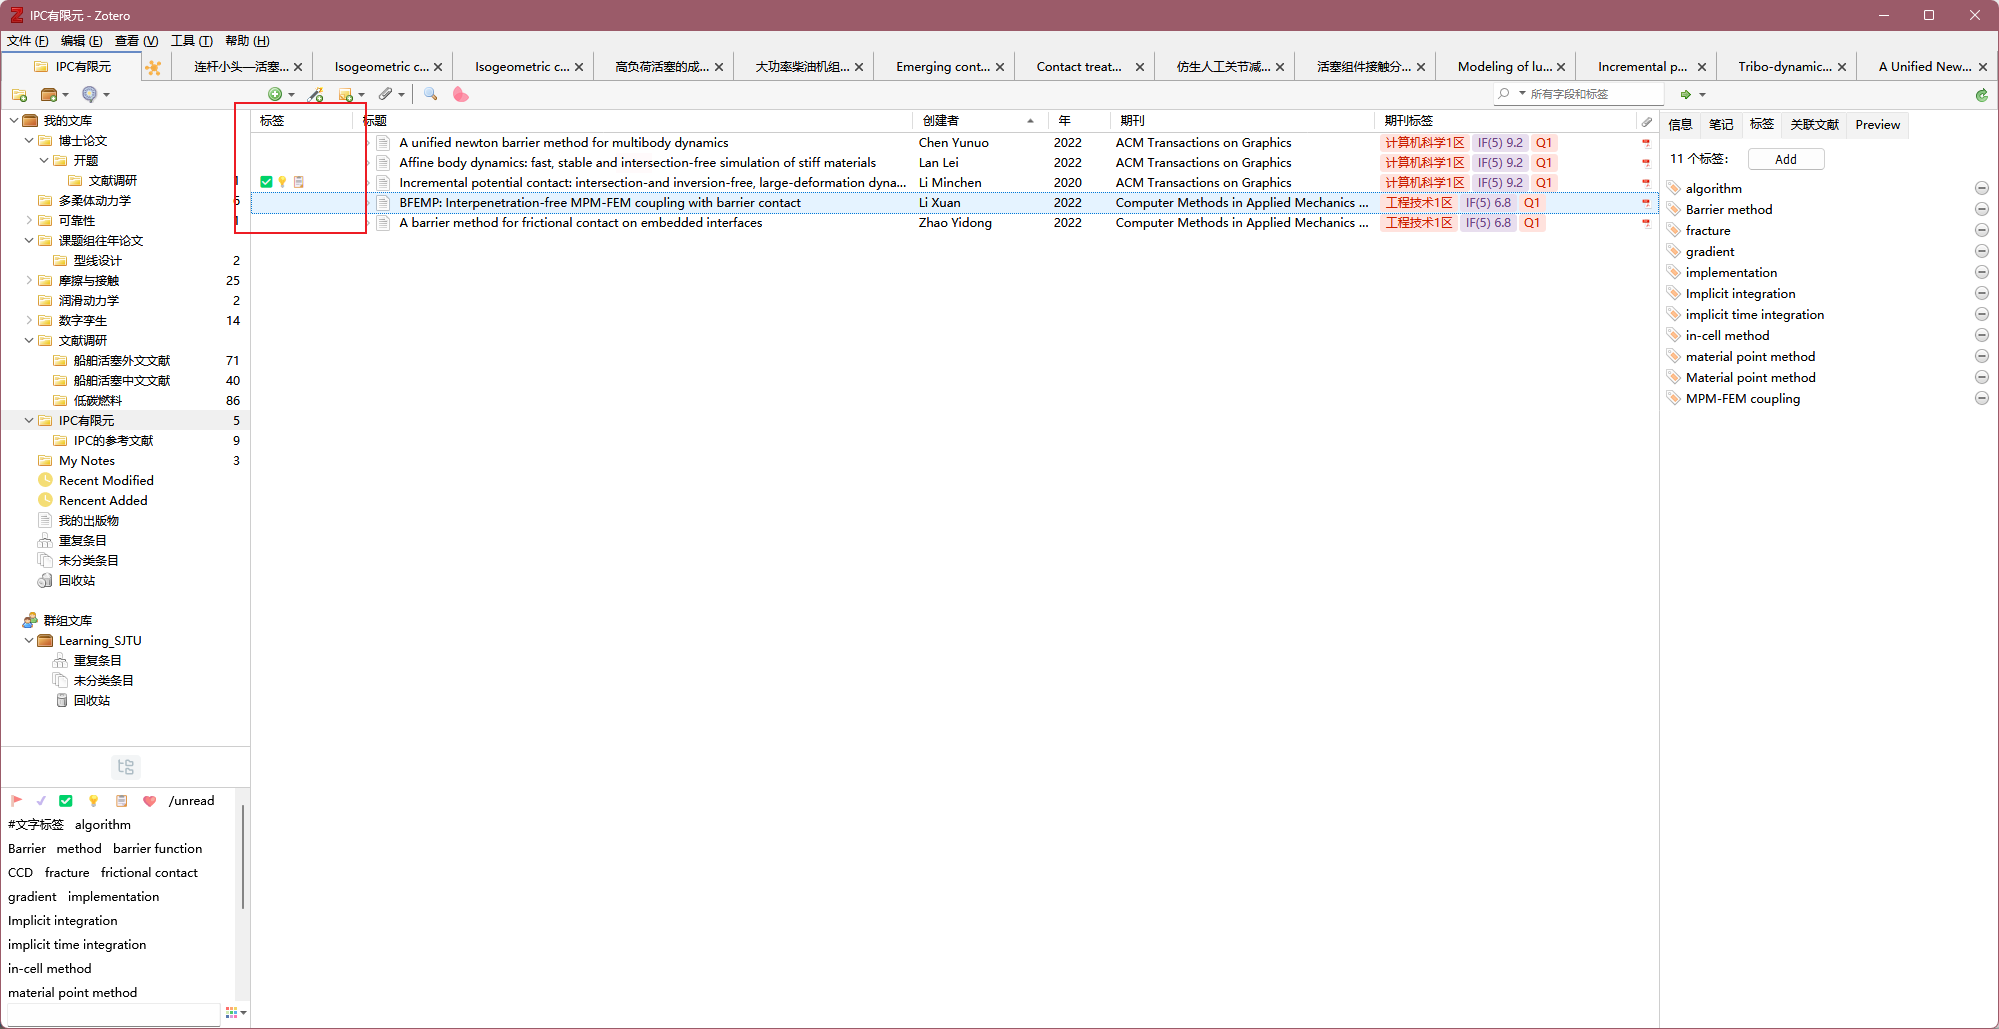 IPC有限元 - Zotero
文件 (F) 编辑 (E) 查看 (V) 工具 (T) 帮助 (H)
IPC有限元 连杆小头—活塞... Isogeometric c... Isogeometric c... 高负荷活塞的成... 大功率柴油机组... Emerging cont... Contact treat... 仿生人工关节减... 活塞组件接触分... Modeling of lu... Incremental p... Tribo-dynamic... A Unified New...
所有字段和标签
我的文库
博士论文
开题
文献调研 1
多柔体动力学 6
可靠性 1
课题组往年论文
型线设计 2
摩擦与接触 25
润滑动力学 2
数字孪生 14
文献调研
船舶活塞外文文献 71
船舶活塞中文文献 40
低碳燃料 86
IPC有限元 5
IPC的参考文献 9
My Notes 3
Recent Modified
Rencent Added
我的出版物
重复条目
未分类条目
回收站
群组文库
Learning_SJTU
重复条目
未分类条目
回收站
/unread
#文字标签 algorithm
Barrier method barrier function
CCD fracture frictional contact
gradient implementation
Implicit integration
implicit time integration
in-cell method
material point method
标签 标题 创建者 年 期刊 期刊标签
A unified newton barrier method for multibody dynamics Chen Yunuo 2022 ACM Transactions on Graphics 计算机科学1区 IF(5) 9.2 Q1
Affine body dynamics: fast, stable and intersection-free simulation of stiff materials Lan Lei 2022 ACM Transactions on Graphics 计算机科学1区 IF(5) 9.2 Q1
Incremental potential contact: intersection-and inversion-free, large-deformation dyna... Li Minchen 2020 ACM Transactions on Graphics 计算机科学1区 IF(5) 9.2 Q1
BFEMP: Interpenetration-free MPM-FEM coupling with barrier contact Li Xuan 2022 Computer Methods in Applied Mechanics ... 工程技术1区 IF(5) 6.8 Q1
A barrier method for frictional contact on embedded interfaces Zhao Yidong 2022 Computer Methods in Applied Mechanics ... 工程技术1区 IF(5) 6.8 Q1
信息 笔记 标签 关联文献 Preview
11 个标签: Add
algorithm
Barrier method
fracture
gradient
implementation
Implicit integration
implicit time integration
in-cell method
material point method
Material point method
MPM-FEM coupling